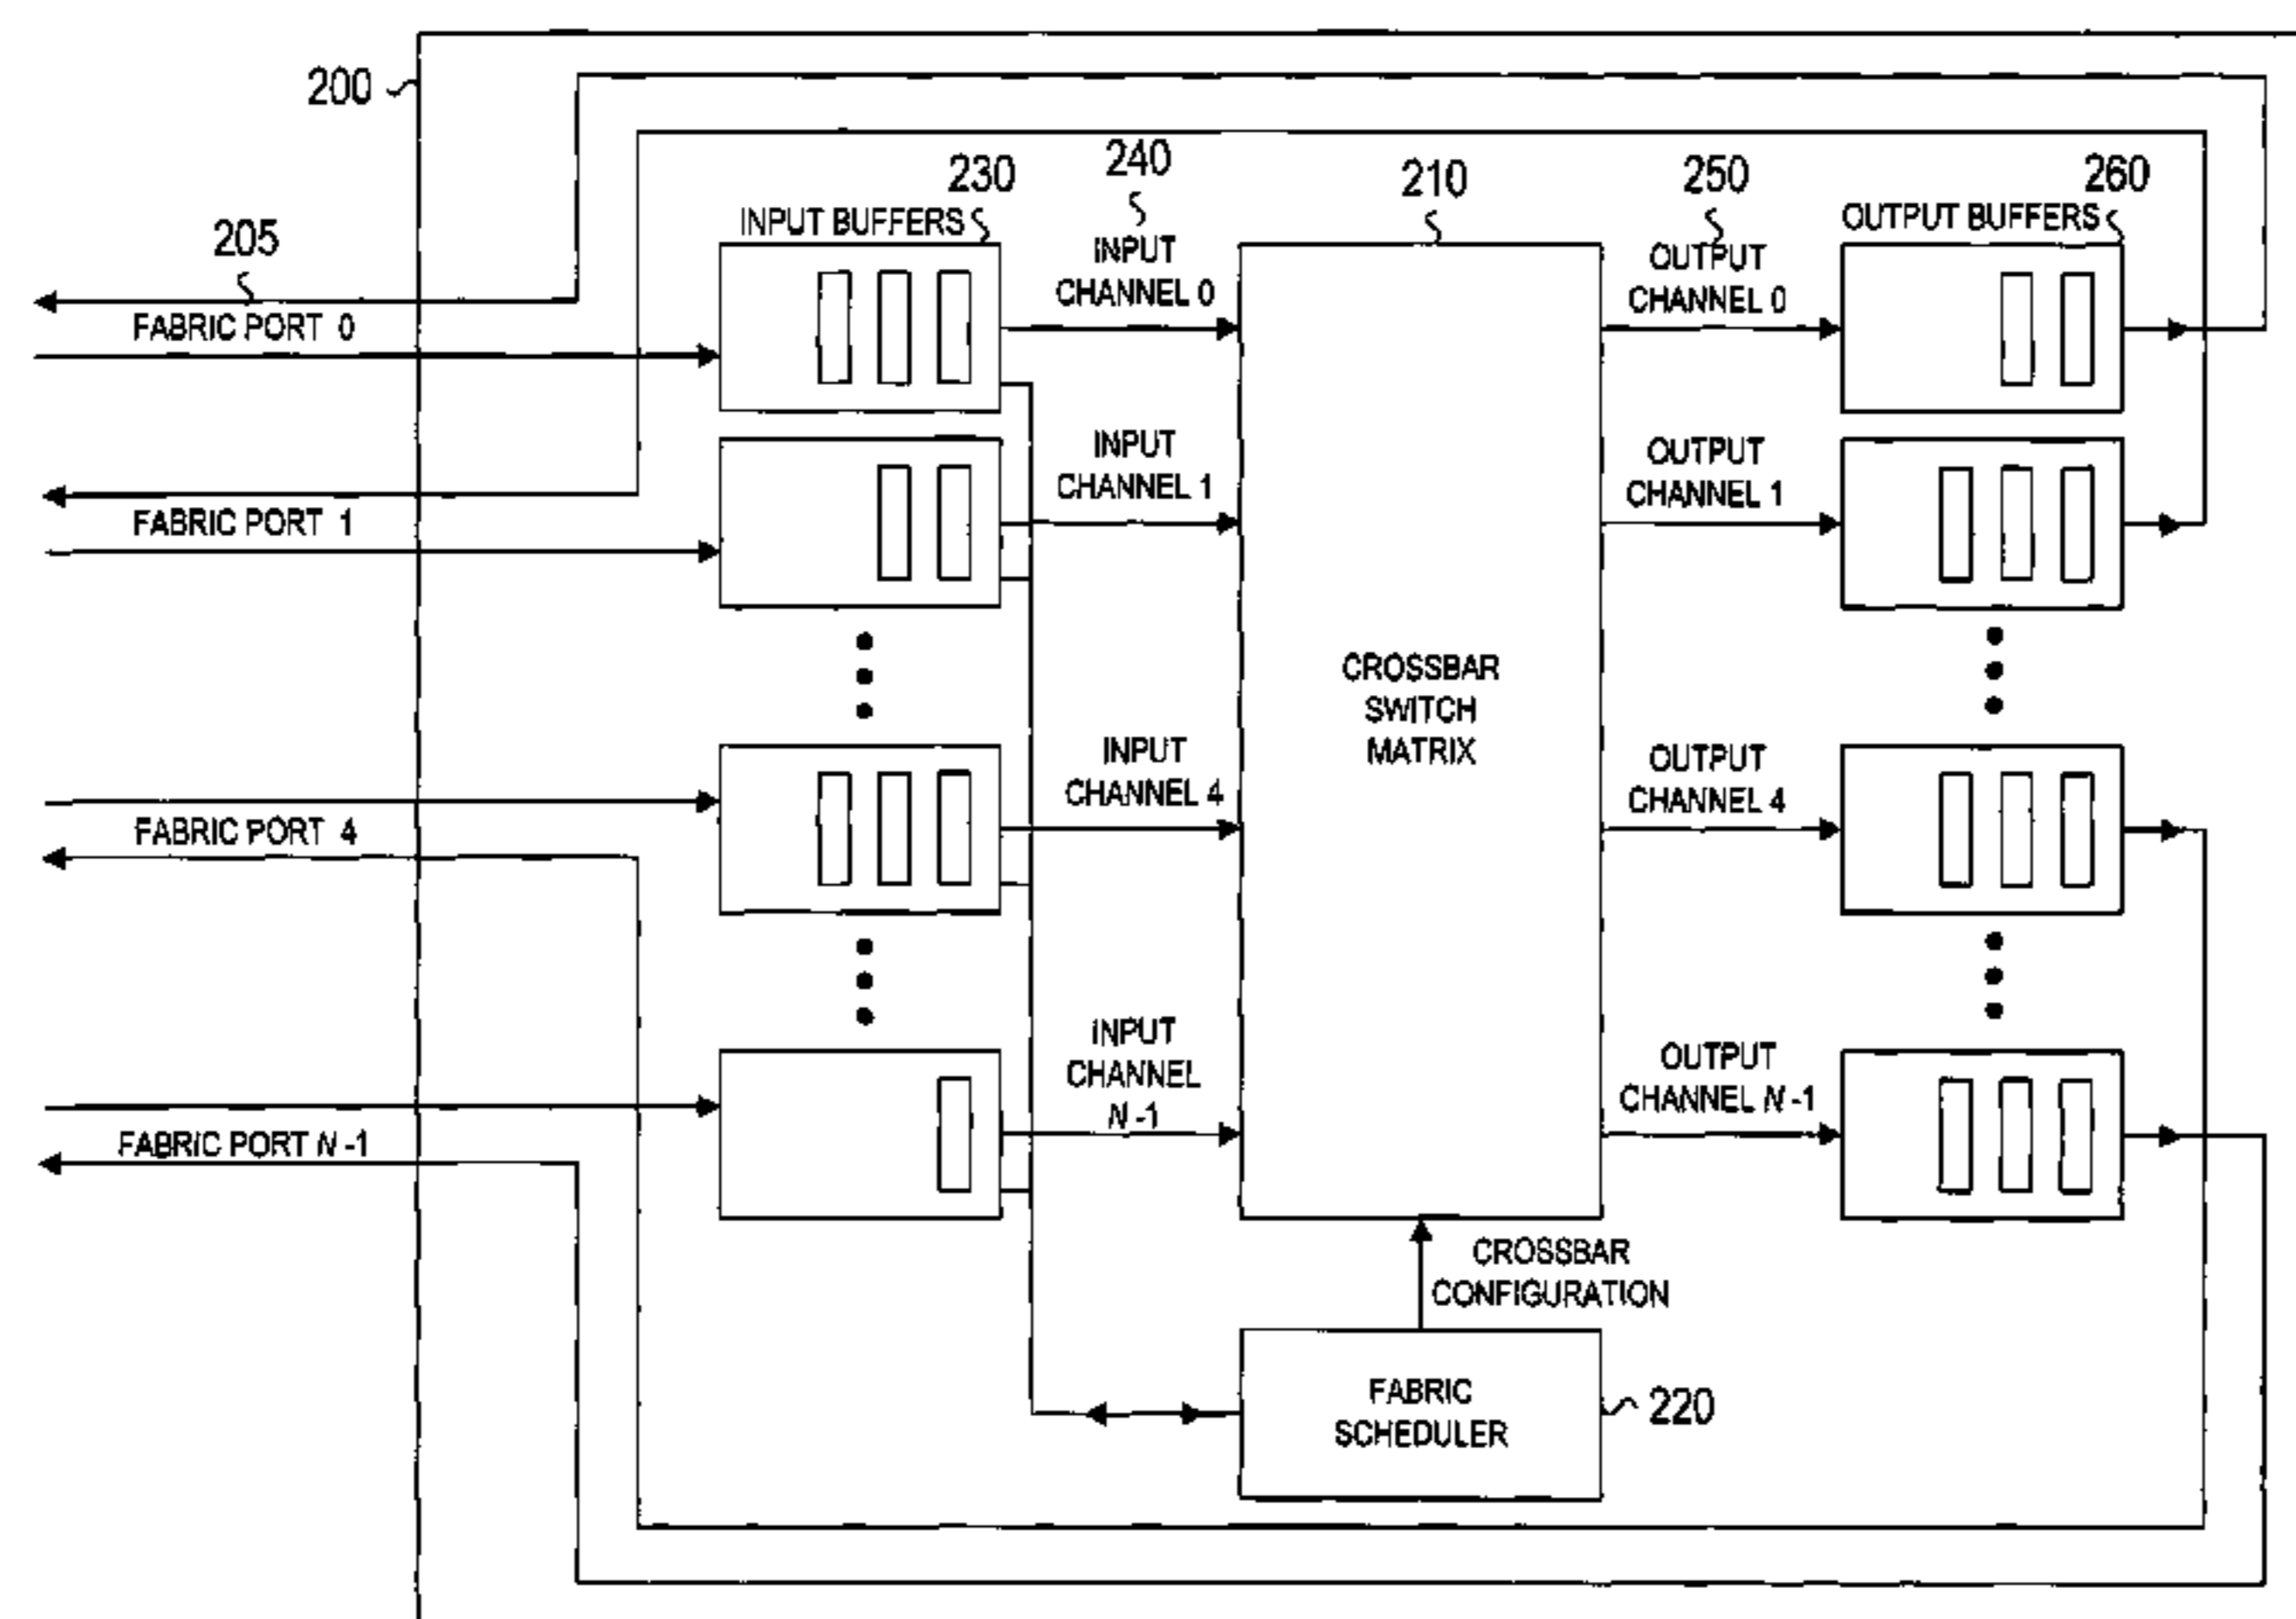 200
205
FABRIC PORT 0
FABRIC PORT 1
FABRIC PORT 4
FABRIC PORT N-1
230
INPUT BUFFERS
240
INPUT
CHANNEL 0
INPUT
CHANNEL 1
INPUT
CHANNEL 4
INPUT
CHANNEL
N-1
210
CROSSBAR
SWITCH
MATRIX
250
OUTPUT
CHANNEL 0
OUTPUT
CHANNEL 1
OUTPUT
CHANNEL 4
OUTPUT
CHANNEL N-1
260
OUTPUT BUFFERS
CROSSBAR
CONFIGURATION
FABRIC
SCHEDULER
220